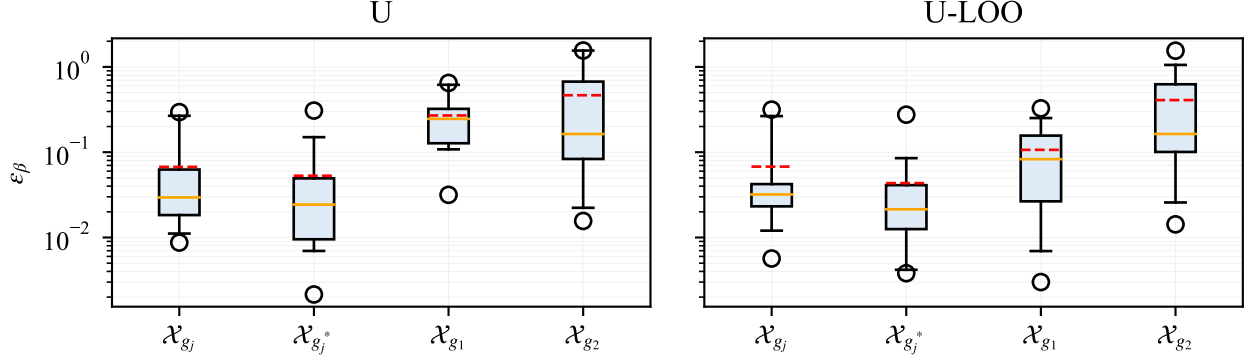 U
U-LOO
ε_β
10^0
10^{-1}
10^{-2}
𝒳_{g_j} 𝒳_{g_j^*} 𝒳_{g_1} 𝒳_{g_2}
𝒳_{g_j} 𝒳_{g_j^*} 𝒳_{g_1} 𝒳_{g_2}